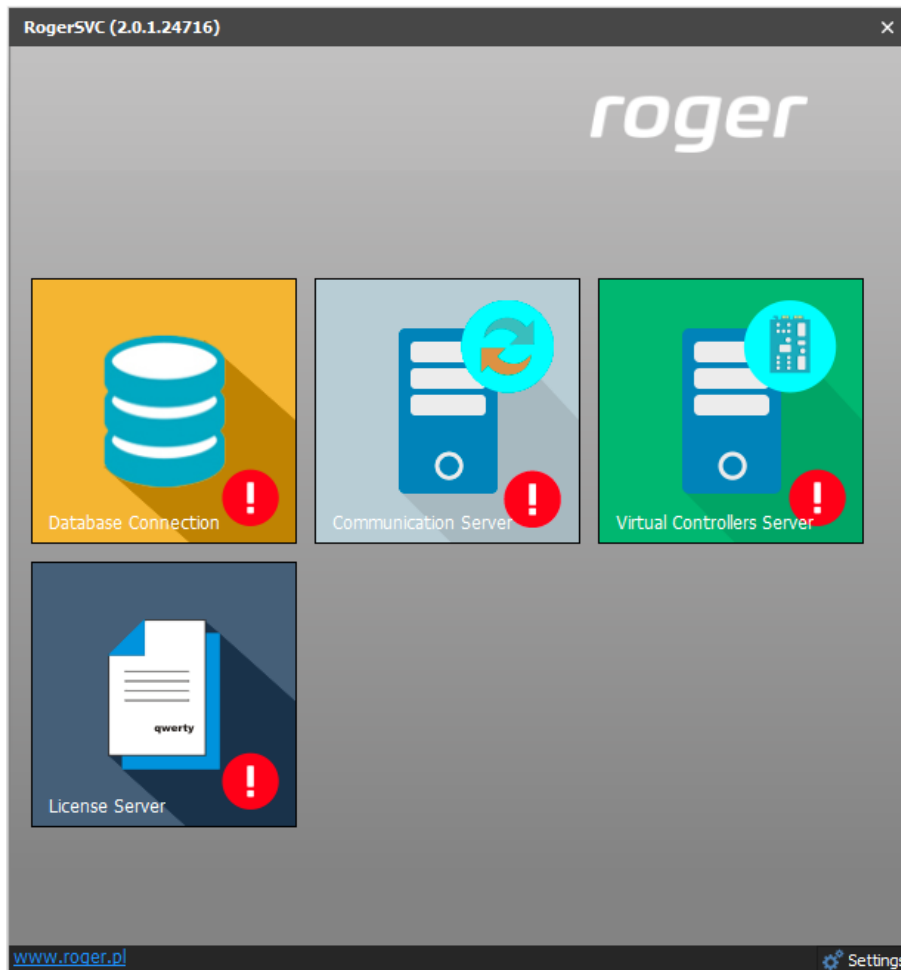 RogerSVC (2.0.1.24716)
roger
Database Connection
Communication Server
Virtual Controllers Server
qwerty
License Server
www.roger.pl
Settings